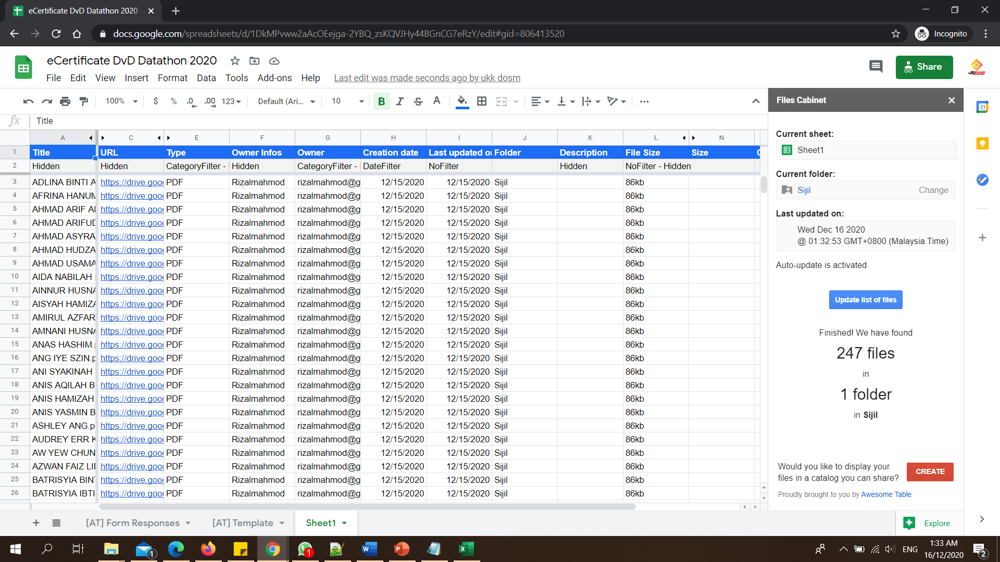 eCertificate DvD Datathon 2020 -
docs.google.com/spreadsheets/d/1DkMPvww2aAcOEejga-2YBQ_zsKQVJHy44BGnCG7eRzY/edit#gid=806413520
Incognito
eCertificate DvD Datathon 2020
Share
File Edit View Insert Format Data Tools Add-ons Help Last edit was made seconds ago by ukk dosm
100% $ % .0 .00 123 Default (Ari... 10 B I S A
fx Title
A C E F G H I J K L N
1 Title URL Type Owner Infos Owner Creation date Last updated or Folder Description File Size Size
2 Hidden Hidden CategoryFilter - Hidden CategoryFilter - DateFilter NoFilter Hidden NoFilter - Hidden
3 ADLINA BINTI A https://drive.goo PDF Rizalmahmod rizalmahmod@g 12/15/2020 12/15/2020 Sijil 86kb
4 AFRINA HANUM https://drive.goo PDF Rizalmahmod rizalmahmod@g 12/15/2020 12/15/2020 Sijil 86kb
5 AHMAD ARIF A https://drive.goo PDF Rizalmahmod rizalmahmod@g 12/15/2020 12/15/2020 Sijil 86kb
6 AHMAD ARIFUD https://drive.goo PDF Rizalmahmod rizalmahmod@g 12/15/2020 12/15/2020 Sijil 86kb
7 AHMAD ASYRA https://drive.goo PDF Rizalmahmod rizalmahmod@g 12/15/2020 12/15/2020 Sijil 86kb
8 AHMAD HUDZA https://drive.goo PDF Rizalmahmod rizalmahmod@g 12/15/2020 12/15/2020 Sijil 86kb
9 AHMAD USAMA https://drive.goo PDF Rizalmahmod rizalmahmod@g 12/15/2020 12/15/2020 Sijil 86kb
10 AIDA NABILAH https://drive.goo PDF Rizalmahmod rizalmahmod@g 12/15/2020 12/15/2020 Sijil 86kb
11 AINNUR HUSNA https://drive.goo PDF Rizalmahmod rizalmahmod@g 12/15/2020 12/15/2020 Sijil 86kb
12 AISYAH HAMIZA https://drive.goo PDF Rizalmahmod rizalmahmod@g 12/15/2020 12/15/2020 Sijil 86kb
13 AMIRUL AZFAR https://drive.goo PDF Rizalmahmod rizalmahmod@g 12/15/2020 12/15/2020 Sijil 86kb
14 AMNANI HUSNA https://drive.goo PDF Rizalmahmod rizalmahmod@g 12/15/2020 12/15/2020 Sijil 86kb
15 ANAS HASHIM.p https://drive.goo PDF Rizalmahmod rizalmahmod@g 12/15/2020 12/15/2020 Sijil 86kb
16 ANG IYE SZIN.p https://drive.goo PDF Rizalmahmod rizalmahmod@g 12/15/2020 12/15/2020 Sijil 86kb
17 ANI SYAKINAH https://drive.goo PDF Rizalmahmod rizalmahmod@g 12/15/2020 12/15/2020 Sijil 86kb
18 ANIS AQILAH B https://drive.goo PDF Rizalmahmod rizalmahmod@g 12/15/2020 12/15/2020 Sijil 86kb
19 ANIS HAMIZAH https://drive.goo PDF Rizalmahmod rizalmahmod@g 12/15/2020 12/15/2020 Sijil 86kb
20 ANIS YASMIN B https://drive.goo PDF Rizalmahmod rizalmahmod@g 12/15/2020 12/15/2020 Sijil 86kb
21 ASHLEY ANG.p https://drive.goo PDF Rizalmahmod rizalmahmod@g 12/15/2020 12/15/2020 Sijil 86kb
22 AUDREY ERR K https://drive.goo PDF Rizalmahmod rizalmahmod@g 12/15/2020 12/15/2020 Sijil 86kb
23 AW YEW CHUN https://drive.goo PDF Rizalmahmod rizalmahmod@g 12/15/2020 12/15/2020 Sijil 86kb
24 AZWAN FAIZ LI https://drive.goo PDF Rizalmahmod rizalmahmod@g 12/15/2020 12/15/2020 Sijil 86kb
25 BATRISYIA BIN https://drive.goo PDF Rizalmahmod rizalmahmod@g 12/15/2020 12/15/2020 Sijil 86kb
26 BATRISYIA IBTI https://drive.goo PDF Rizalmahmod rizalmahmod@g 12/15/2020 12/15/2020 Sijil 86kb
[AT] Form Responses [AT] Template Sheet1 Explore
Files Cabinet
Current sheet:
Sheet1
Current folder:
Sijil Change
Last updated on:
Wed Dec 16 2020
@ 01:32:53 GMT+0800 (Malaysia Time)
Auto-update is activated
Update list of files
Finished! We have found
247 files
in
1 folder
in Sijil
Would you like to display your
files in a catalog you can share?
CREATE
Proudly brought to you by Awesome Table
31
1 1 W P X ENG
1:33 AM
16/12/2020
2